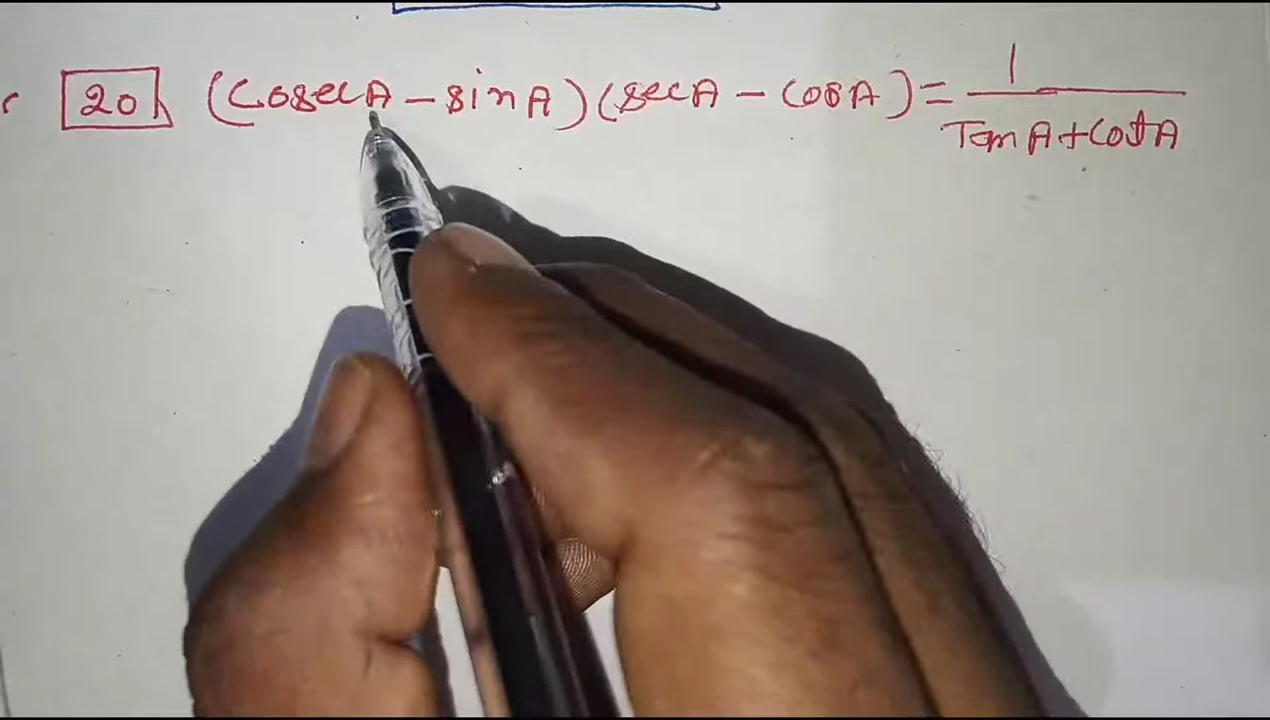 20) (CosecA - sinA)(secA - CosA) = 1 / TanA + CotA